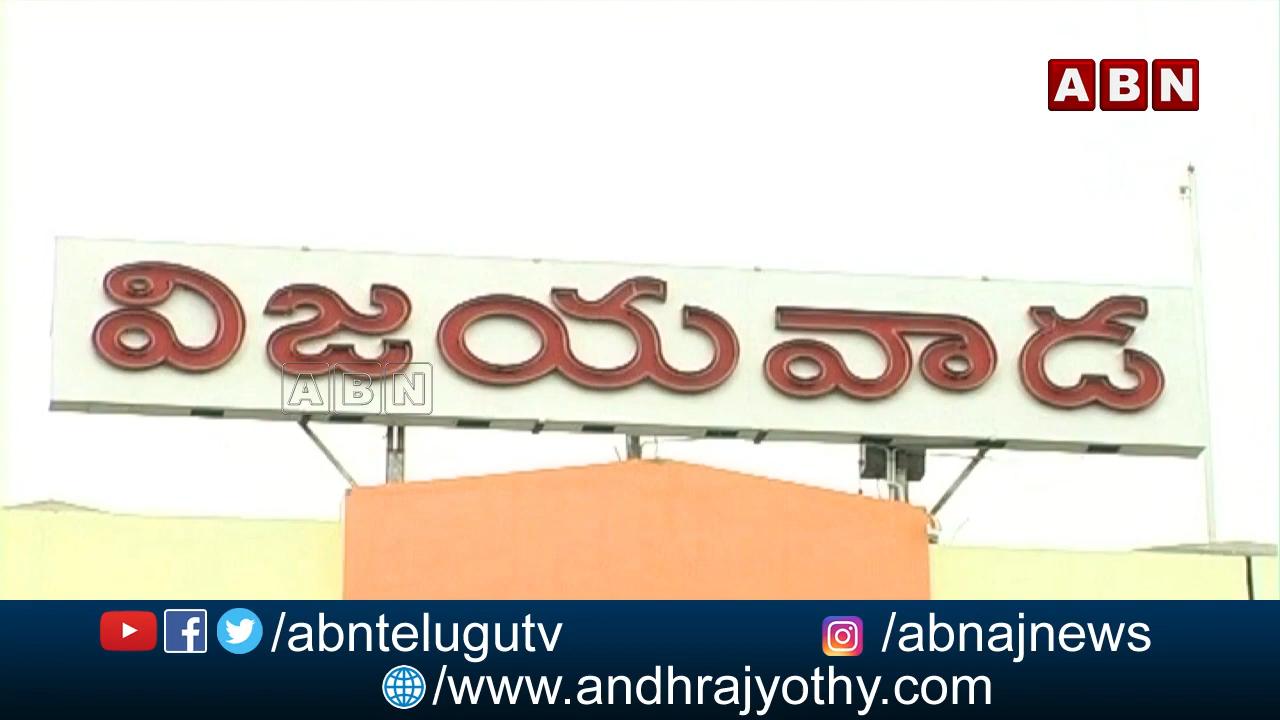 ABN
విజయవాడ
ABN
/abntelugutv
/abnajnews
/www.andhrajyothy.com